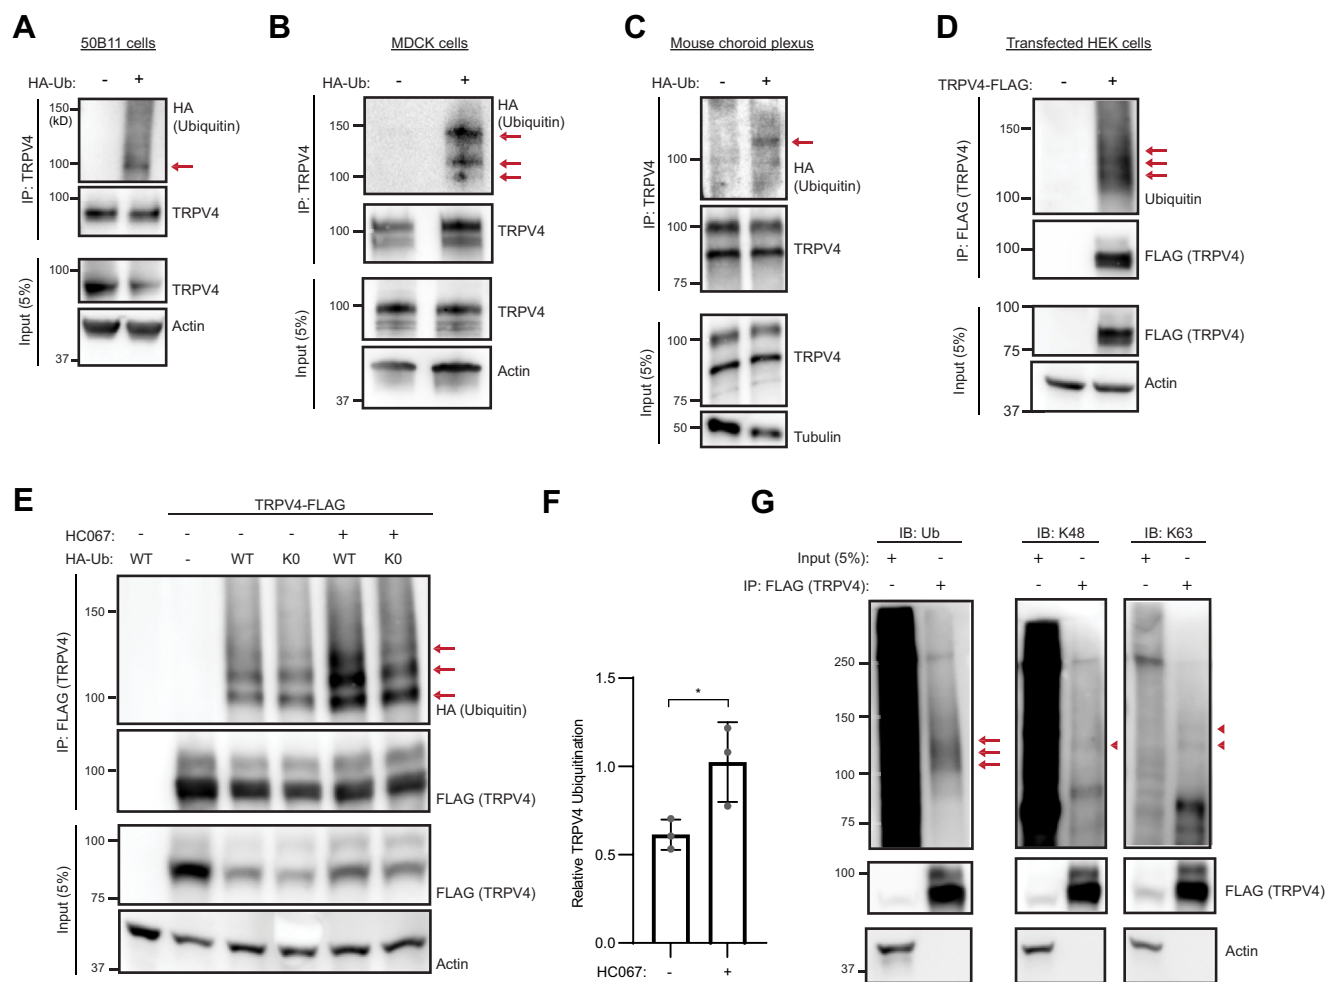 A
50B11 cells
HA-Ub: - +
IP: TRPV4
150
(kD)
100
HA
(Ubiquitin)
100
TRPV4
Input (5%)
100
TRPV4
Actin
37
B
MDCK cells
HA-Ub: - +
IP: TRPV4
150
100
HA
(Ubiquitin)
100
TRPV4
Input (5%)
100
TRPV4
Actin
37
C
Mouse choroid plexus
HA-Ub: - +
IP: TRPV4
100
HA
(Ubiquitin)
100
TRPV4
75
Input (5%)
100
TRPV4
75
50
Tubulin
D
Transfected HEK cells
TRPV4-FLAG: - +
IP: FLAG (TRPV4)
150
100
Ubiquitin
100
FLAG (TRPV4)
Input (5%)
100
FLAG (TRPV4)
75
Actin
37
E
TRPV4-FLAG
HC067: - - - - + +
HA-Ub: WT - WT K0 WT K0
IP: FLAG (TRPV4)
150
100
HA (Ubiquitin)
100
FLAG (TRPV4)
Input (5%)
100
FLAG (TRPV4)
75
Actin
37
F
Relative TRPV4 Ubiquitination
1.5
*
1.0
0.5
0.0
HC067: - +
G
IB: Ub IB: K48 IB: K63
Input (5%): + - + - + -
IP: FLAG (TRPV4): - + - + - +
250
150
100
75
100
FLAG (TRPV4)
Actin
37